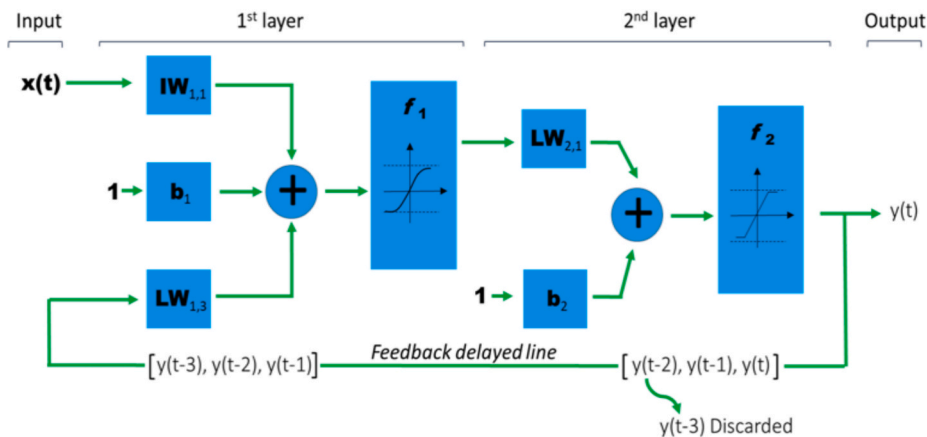 Input 1st layer 2nd layer Output
x(t) IW1,1 f1 LW2,1 f2
1 b1 + + y(t)
LW1,3 1 b2
[y(t-3), y(t-2), y(t-1)] Feedback delayed line [y(t-2), y(t-1), y(t)]
y(t-3) Discarded